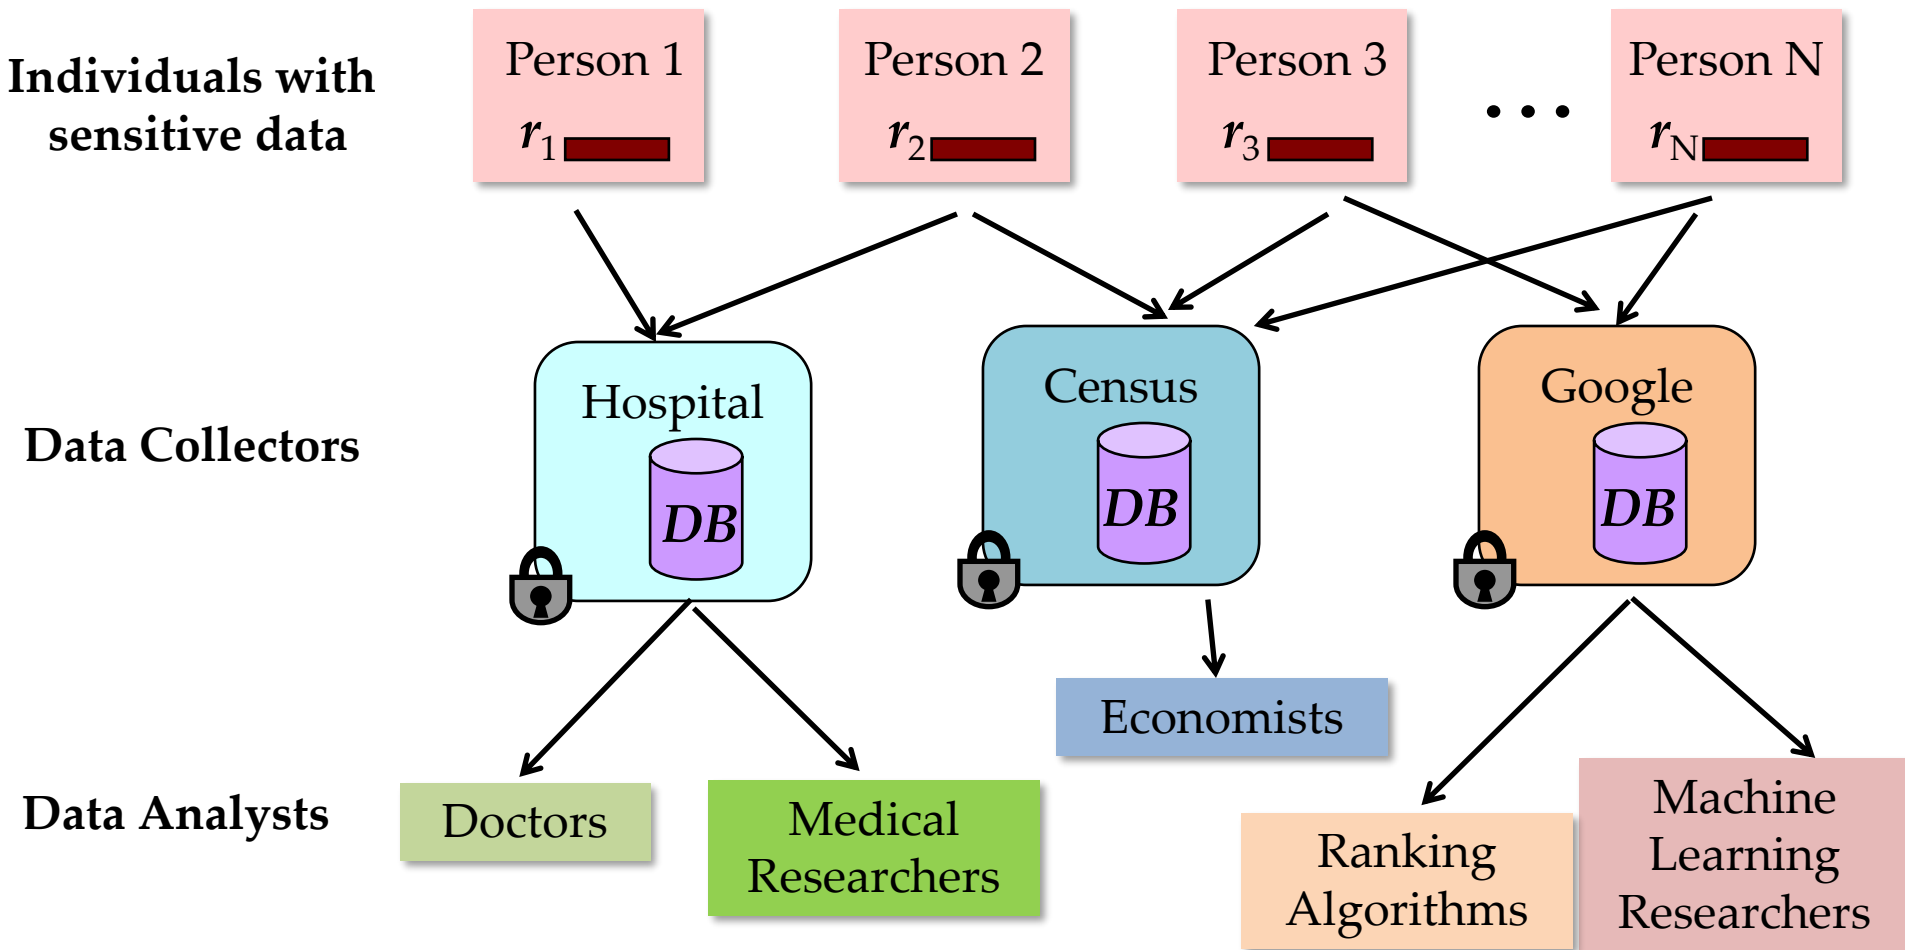 Individuals with
sensitive data
Person 1
r1
Person 2
r2
Person 3
r3
...
Person N
rN
Data Collectors
Hospital
DB
Census
DB
Google
DB
Data Analysts
Doctors
Medical
Researchers
Economists
Ranking
Algorithms
Machine
Learning
Researchers